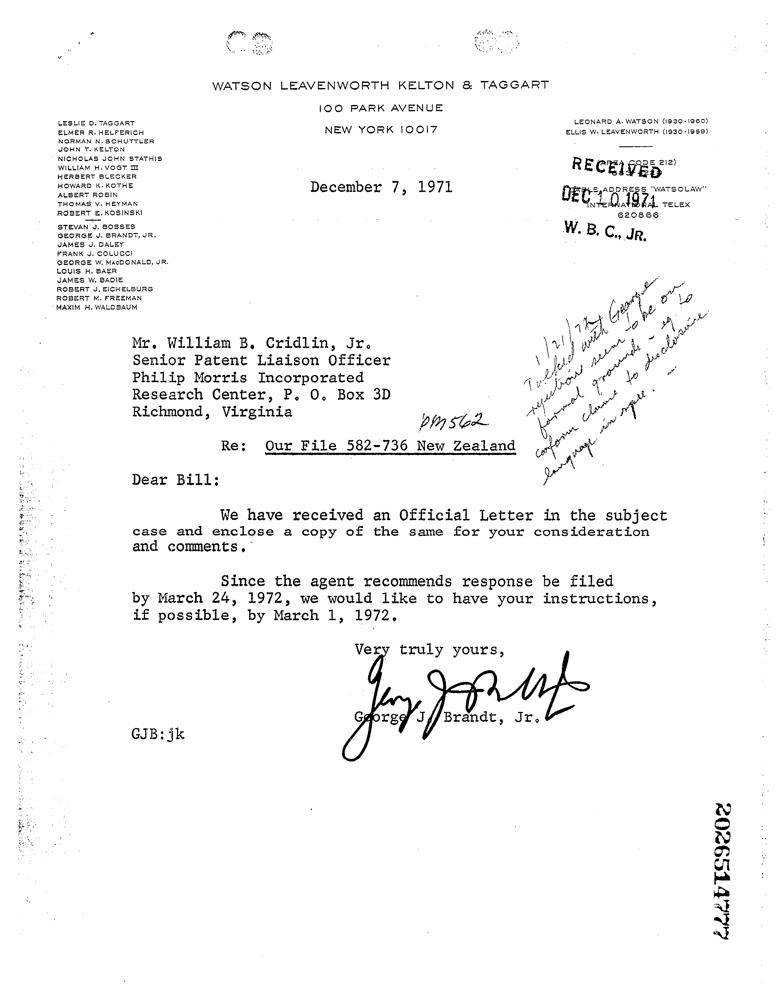 WATSON LEAVENWORTH KELTON & TAGGART
100 PARK AVENUE
NEW YORK 10017
LESLIE D. TAGGART
ELMER R. HELFERICH
NORMAN N. SCHUTTLER
JOHN T. KELTON
NICHOLAS JOHN STATHIS
WILLIAM H. VOGT III
HERBERT BLECKER
HOWARD K. KOTHE
ALBERT ROBIN
THOMAS V. HEYMAN
ROBERT E. KOSINSKI
STEVAN J. BOSSES
GEORGE J. BRANDT, JR.
JAMES J. DALEY
FRANK J. COLUCCI
GEORGE W. MACDONALD, JR.
LOUIS H. BAER
JAMES W. BADIE
ROBERT J. EICHELBURG
ROBERT M. FREEMAN
MAXIM H. WALDBAUM
LEONARD A. WATSON (1930-1960)
ELLIS W. LEAVENWORTH (1930-1959)
CODE 212)
RECEIVED
ADDRESS "WATSOLAW"
DEC 10 1971
INTERNATIONAL TELEX
620866
W. B. C., JR.
December 7, 1971
1/21/72 George
Talked with
rejection seem to be on
formal grounds - eg to
conform claims to disclosure
language in spec. -
Mr. William B. Cridlin, Jr.
Senior Patent Liaison Officer
Philip Morris Incorporated
Research Center, P. O. Box 3D
Richmond, Virginia
PM562
Re: Our File 582-736 New Zealand
Dear Bill:
We have received an Official Letter in the subject
case and enclose a copy of the same for your consideration
and comments.
Since the agent recommends response be filed
by March 24, 1972, we would like to have your instructions,
if possible, by March 1, 1972.
Very truly yours,
George J. Brandt, Jr.
GJB:jk
2026514777